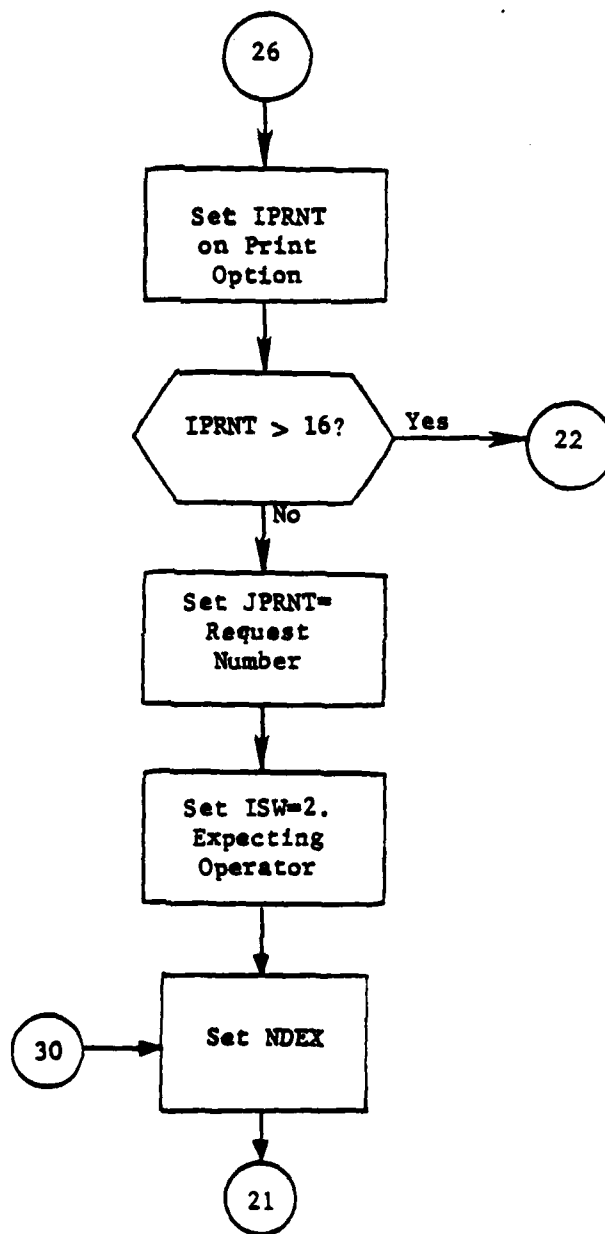 26
Set IPRNT
on Print
Option
IPRNT > 16?
Yes
22
No
Set JPRNT=
Request
Number
Set ISW=2.
Expecting
Operator
30
Set NDEX
21